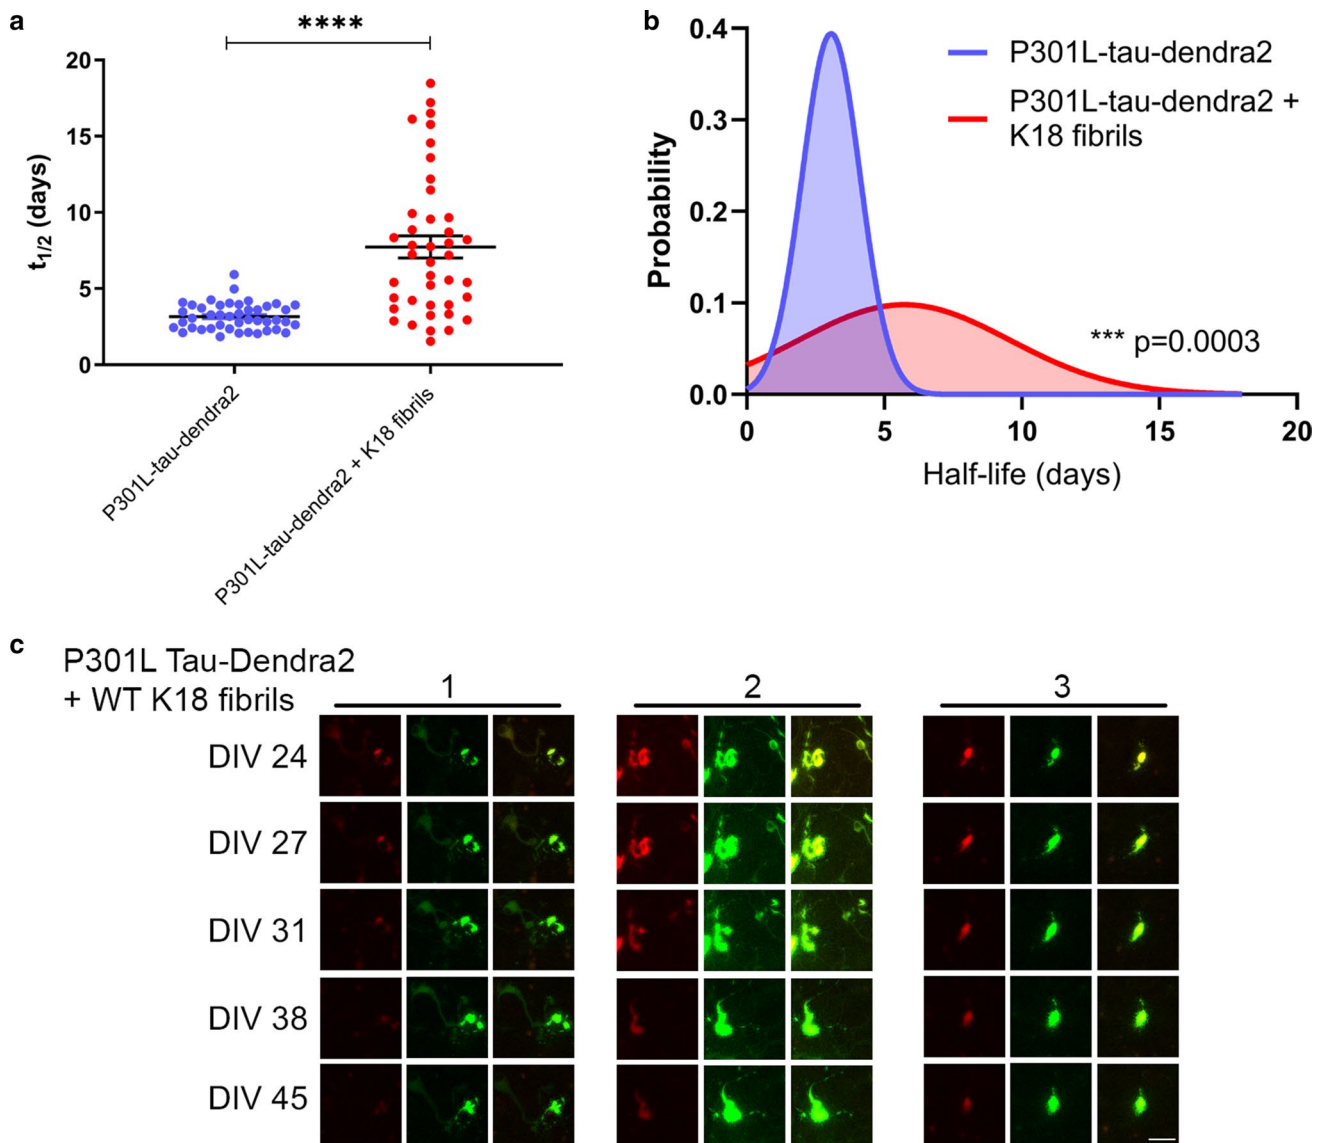 a
****
20
15
10
5
0
t1/2 (days)
P301L-tau-dendra2
P301L-tau-dendra2 + K18 fibrils
b
0.4
0.3
0.2
0.1
0.0
Probability
P301L-tau-dendra2
P301L-tau-dendra2 +
K18 fibrils
*** p=0.0003
0 5 10 15 20
Half-life (days)
c
P301L Tau-Dendra2
+ WT K18 fibrils
1 2 3
DIV 24
DIV 27
DIV 31
DIV 38
DIV 45